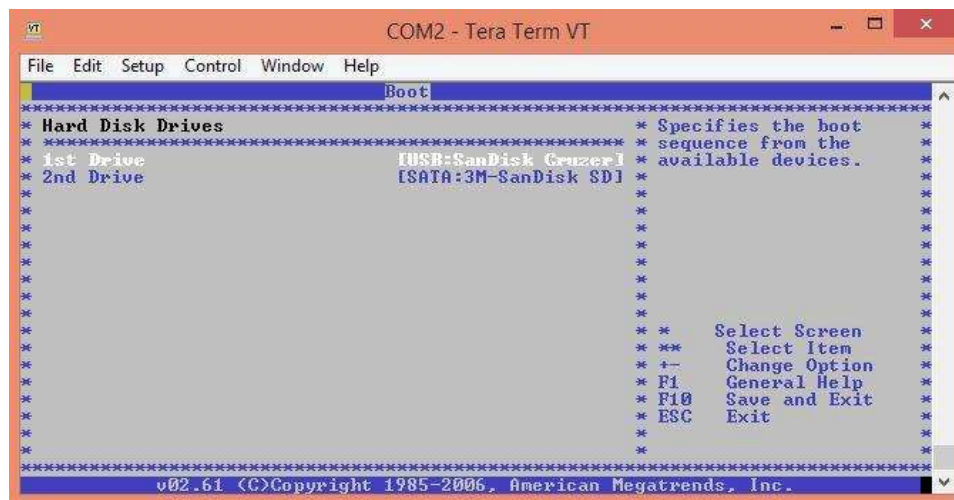 COM2 - Tera Term VT
File Edit Setup Control Window Help
Boot
Hard Disk Drives
1st Drive [USB:SanDisk Cruzer]
2nd Drive [SATA:3M-SanDisk SD]
Specifies the boot
sequence from the
available devices.
* Select Screen
** Select Item
+- Change Option
F1 General Help
F10 Save and Exit
ESC Exit
v02.61 (C)Copyright 1985-2006, American Megatrends, Inc.